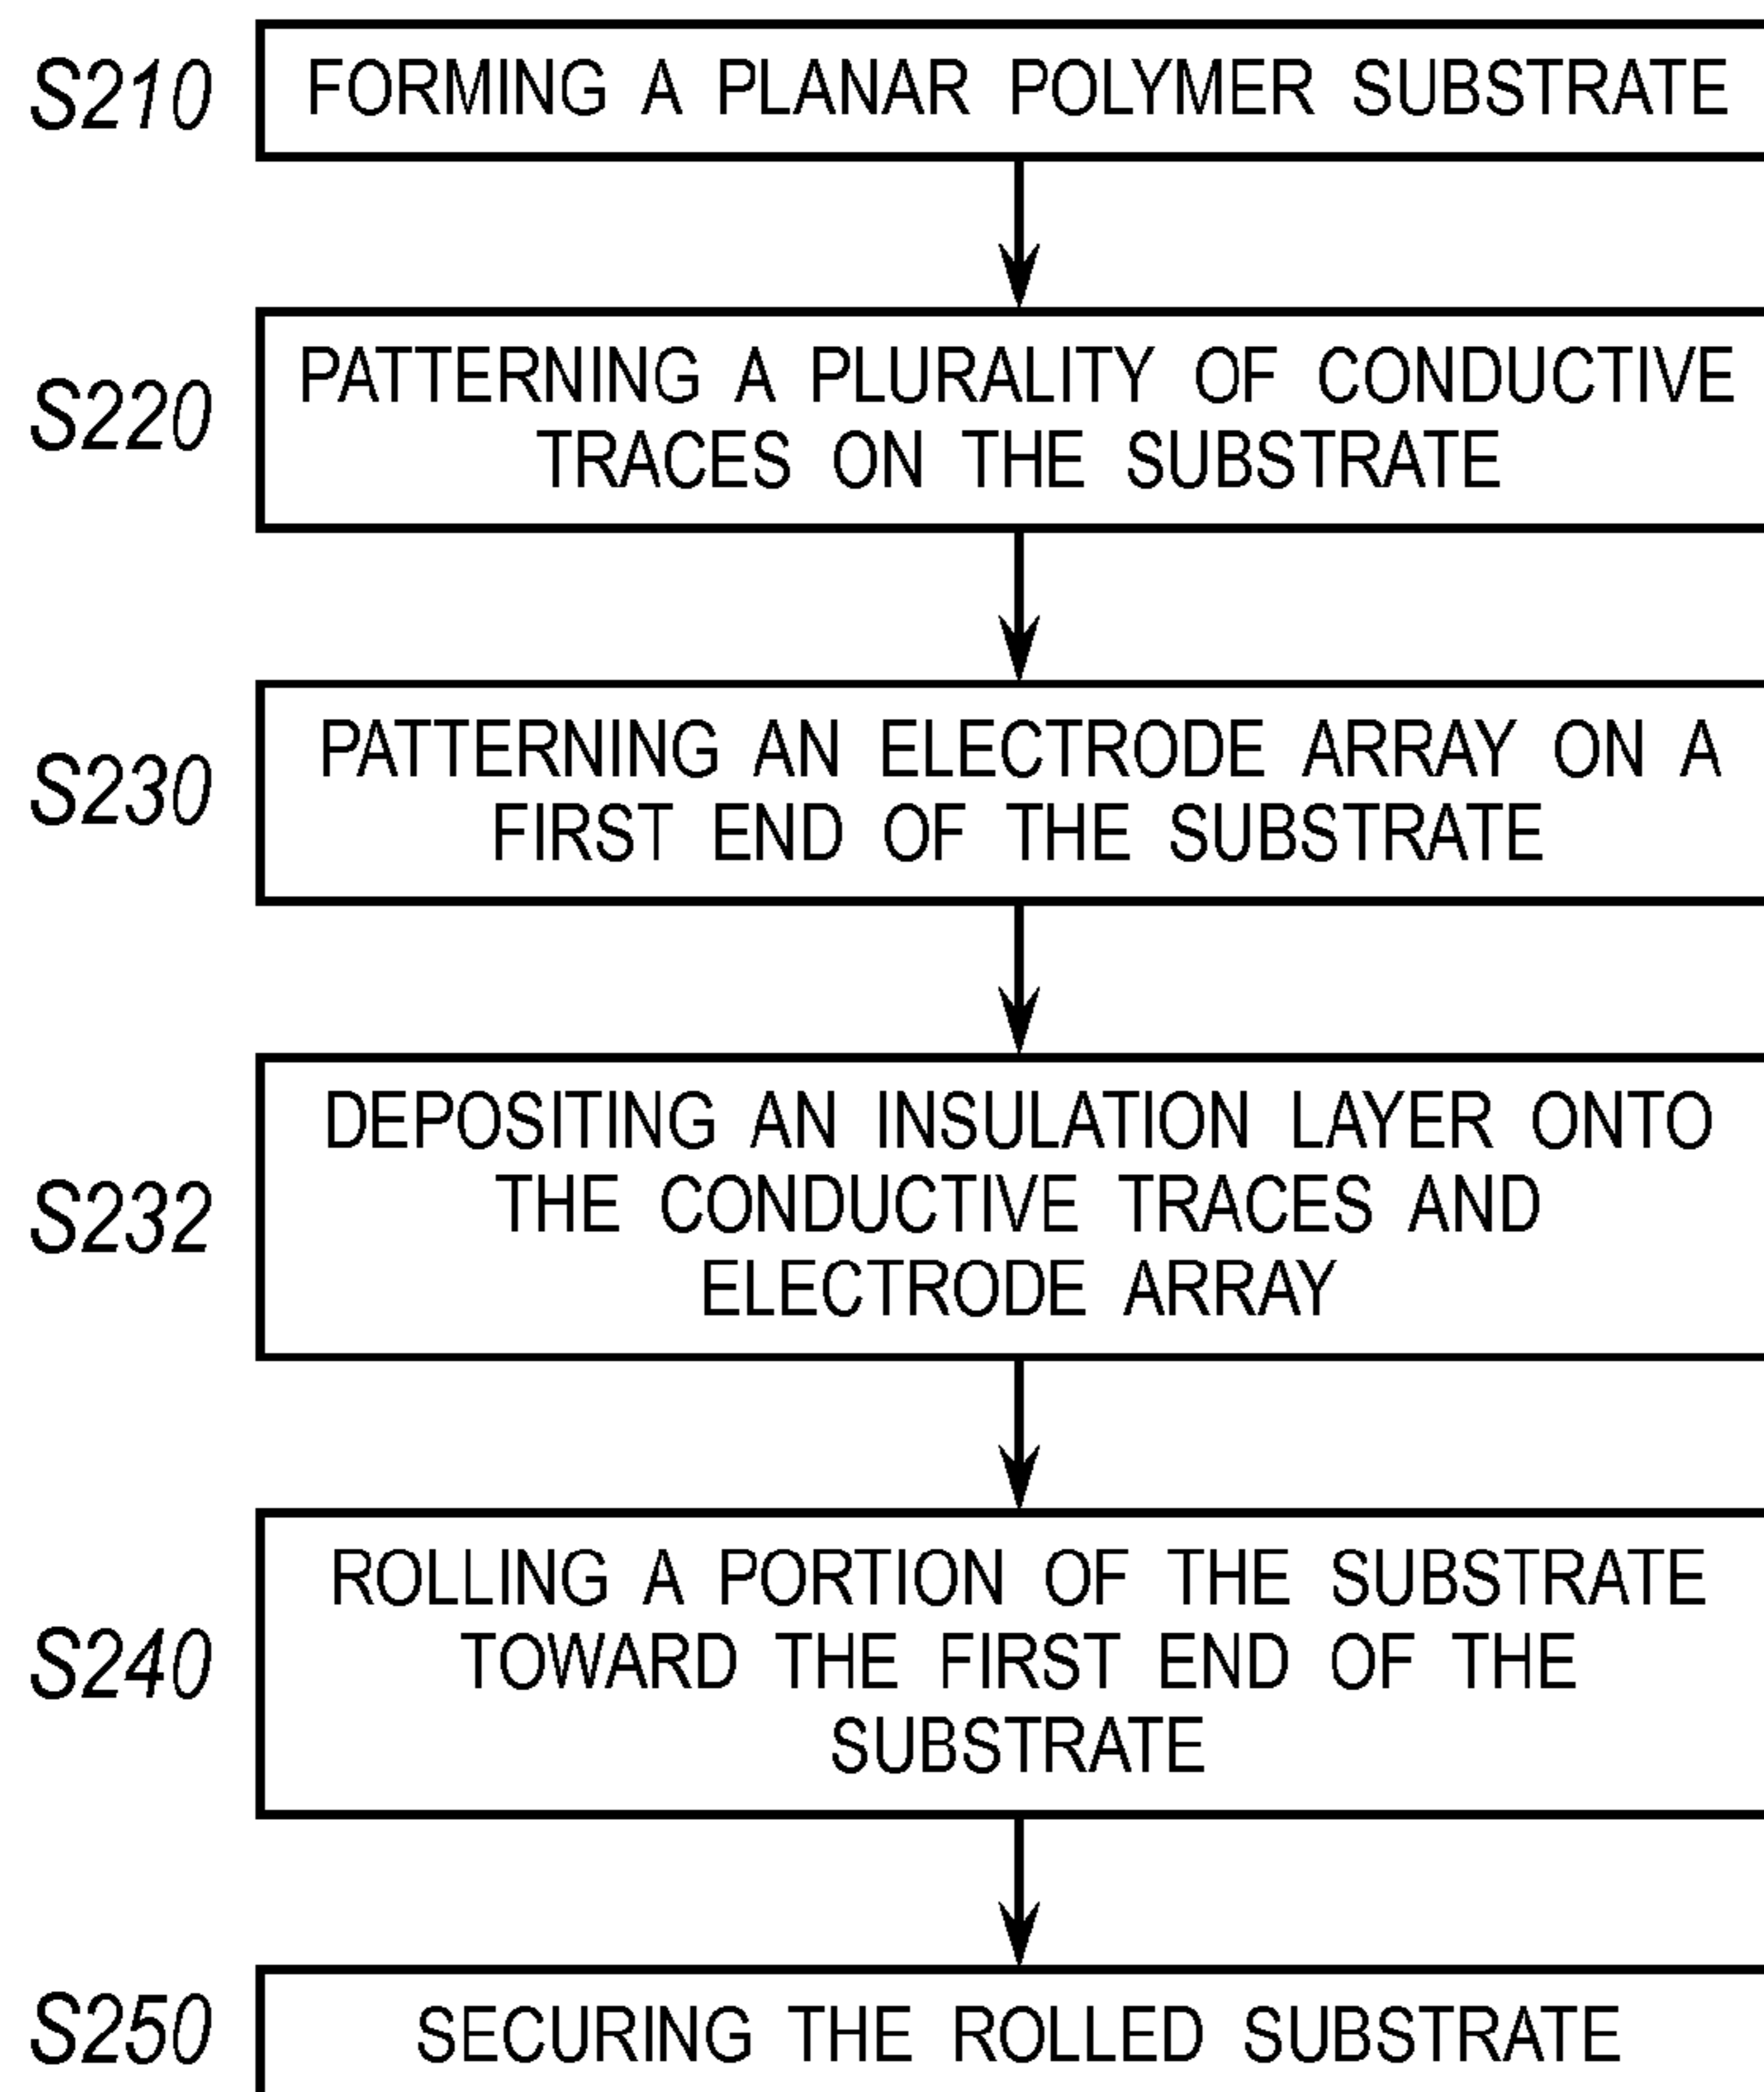 S210 FORMING A PLANAR POLYMER SUBSTRATE
S220 PATTERNING A PLURALITY OF CONDUCTIVE
TRACES ON THE SUBSTRATE
S230 PATTERNING AN ELECTRODE ARRAY ON A
FIRST END OF THE SUBSTRATE
S232 DEPOSITING AN INSULATION LAYER ONTO
THE CONDUCTIVE TRACES AND
ELECTRODE ARRAY
S240 ROLLING A PORTION OF THE SUBSTRATE
TOWARD THE FIRST END OF THE
SUBSTRATE
S250 SECURING THE ROLLED SUBSTRATE